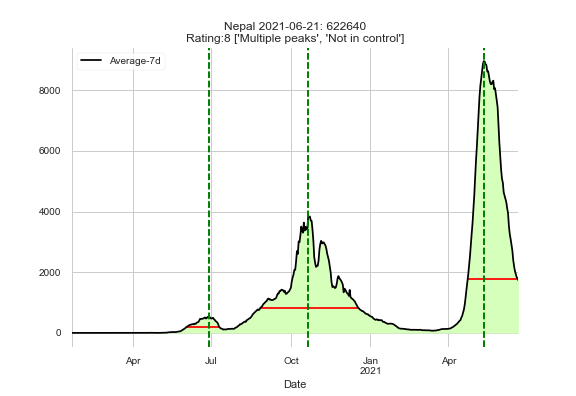 Nepal 2021-06-21: 622640
Rating:8 ['Multiple peaks', 'Not in control']
Average-7d
8000
6000
4000
2000
0
Apr
Jul
Oct
Jan
2021
Apr
Date